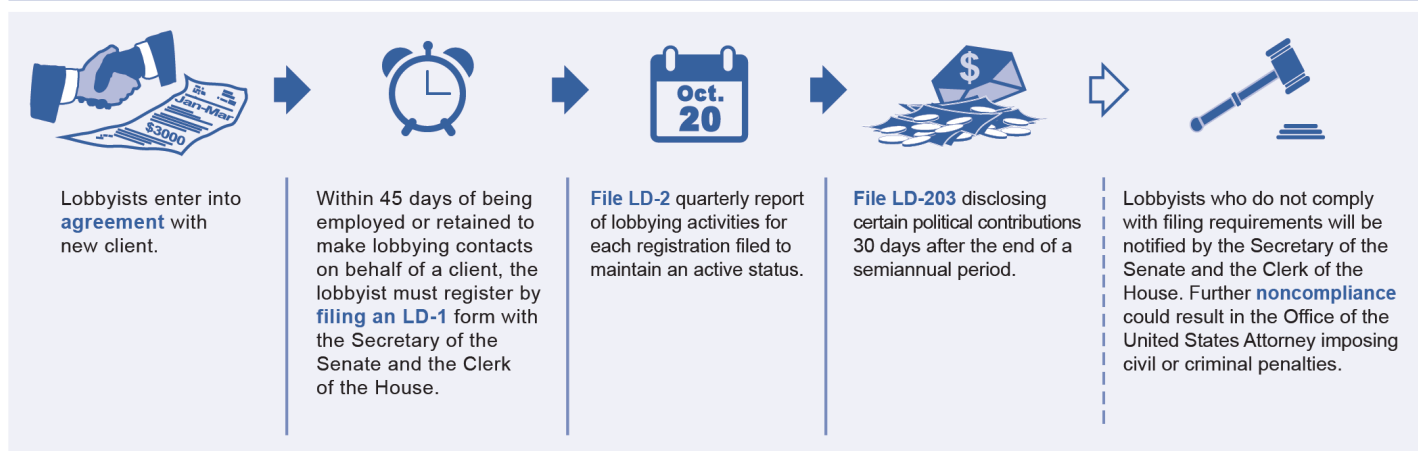 Jan-Mar
$3000
Oct.
20
$
Lobbyists enter into
agreement with
new client.
Within 45 days of being
employed or retained to
make lobbying contacts
on behalf of a client, the
lobbyist must register by
filing an LD-1 form with
the Secretary of the
Senate and the Clerk
of the House.
File LD-2 quarterly report
of lobbying activities for
each registration filed to
maintain an active status.
File LD-203 disclosing
certain political contributions
30 days after the end of a
semiannual period.
Lobbyists who do not comply
with filing requirements will be
notified by the Secretary of the
Senate and the Clerk of the
House. Further noncompliance
could result in the Office of the
United States Attorney imposing
civil or criminal penalties.